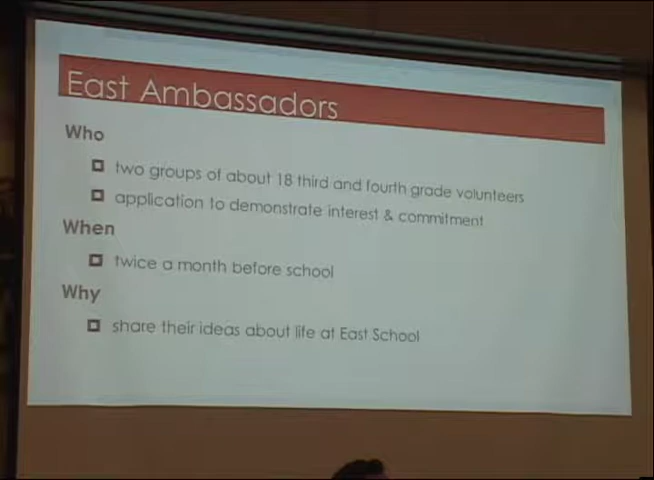 East Ambassadors
Who
two groups of about 18 third and fourth grade volunteers
application to demonstrate interest & commitment
When
twice a month before school
Why
share their ideas about life at East School